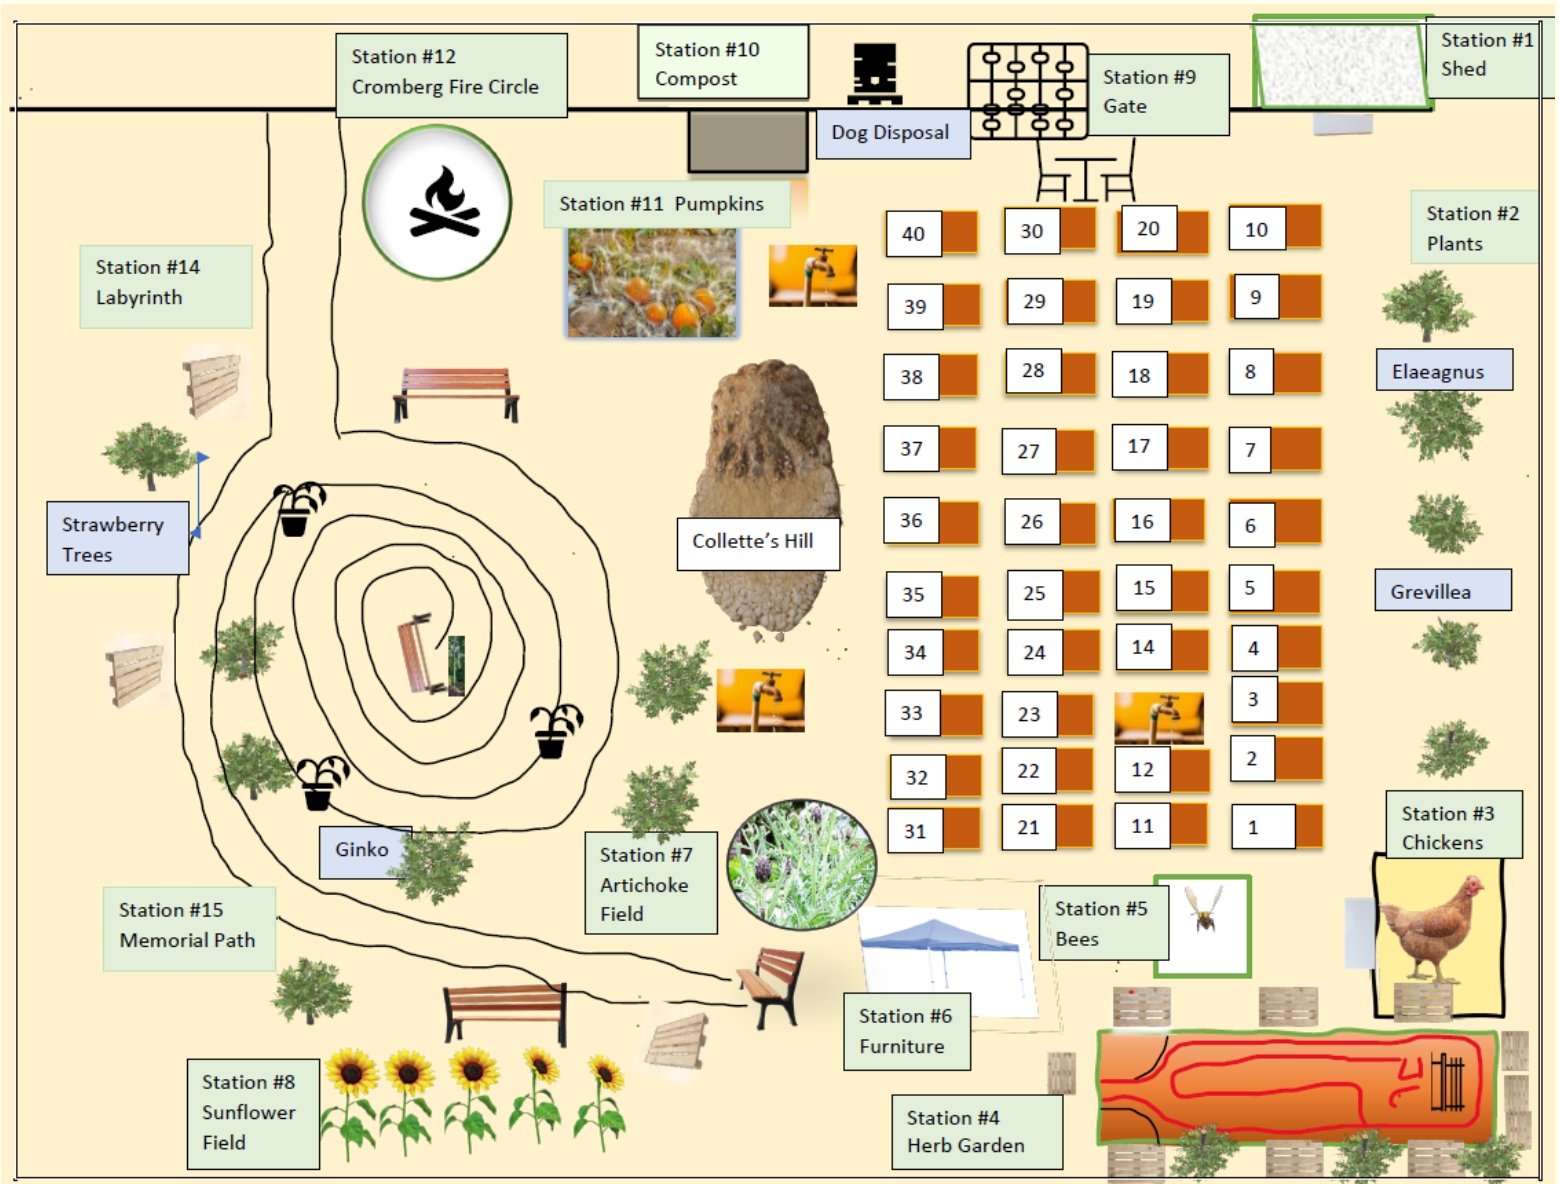 Station #12
Cromberg Fire Circle
Station #10
Compost
Dog Disposal
Station #9
Gate
Station #1
Shed
Station #11  Pumpkins
Station #2
Plants
Station #14
Labyrinth
40
30
20
10
39
29
19
9
38
28
18
8
Elaeagnus
37
27
17
7
Strawberry
Trees
Collette's Hill
36
26
16
6
35
25
15
5
Grevillea
34
24
14
4
33
23
3
32
22
12
2
31
21
11
1
Station #3
Chickens
Ginko
Station #7
Artichoke
Field
Station #15
Memorial Path
Station #5
Bees
Station #6
Furniture
Station #8
Sunflower
Field
Station #4
Herb Garden